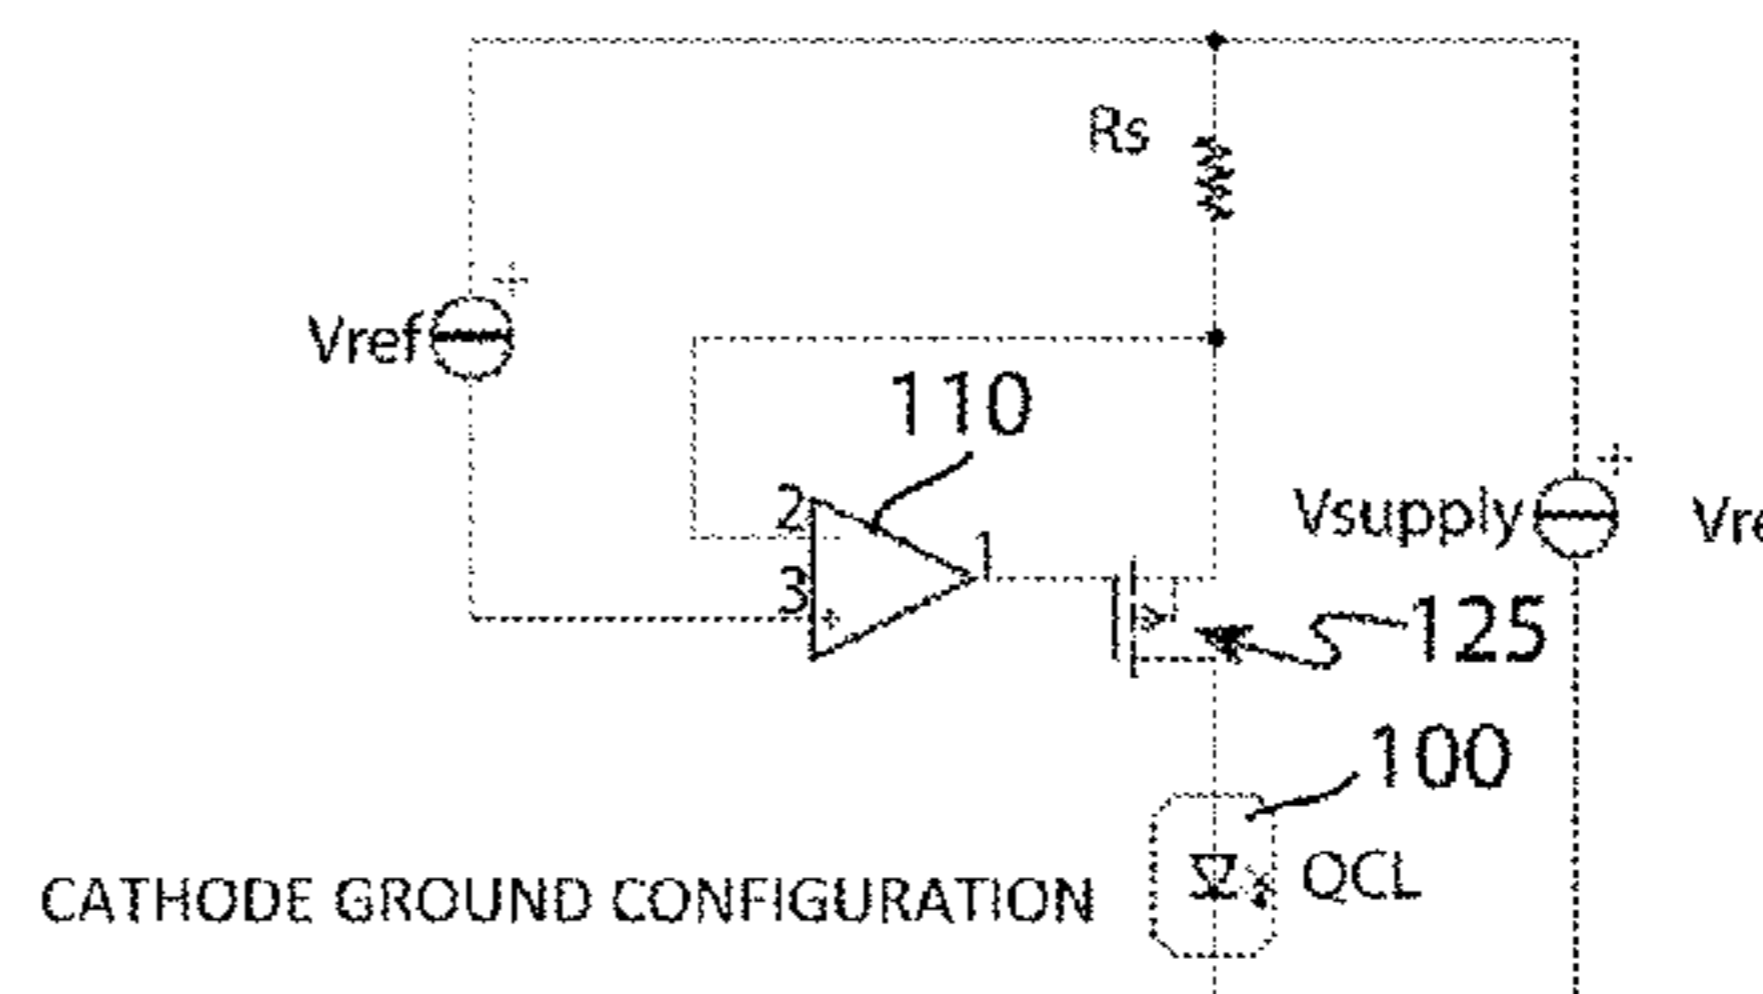 Rs
+
Vref
110
2
1
3
+
+
Vsupply
125
100
QCL
CATHODE GROUND CONFIGURATION